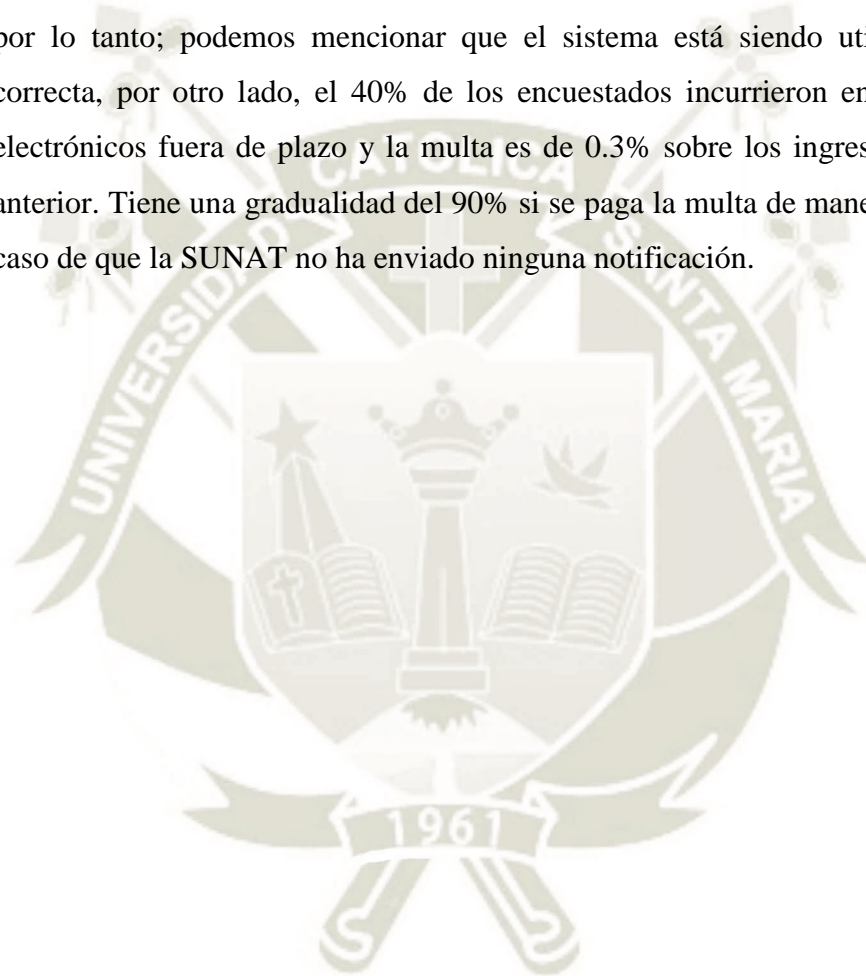 por lo tanto; podemos mencionar que el sistema está siendo uti
correcta, por otro lado, el 40% de los encuestados incurrieron en
electrónicos fuera de plazo y la multa es de 0.3% sobre los ingres
anterior. Tiene una gradualidad del 90% si se paga la multa de mane
caso de que la SUNAT no ha enviado ninguna notificación.
UNIVERSIDAD CATOLICA SANTA MARIA
1961